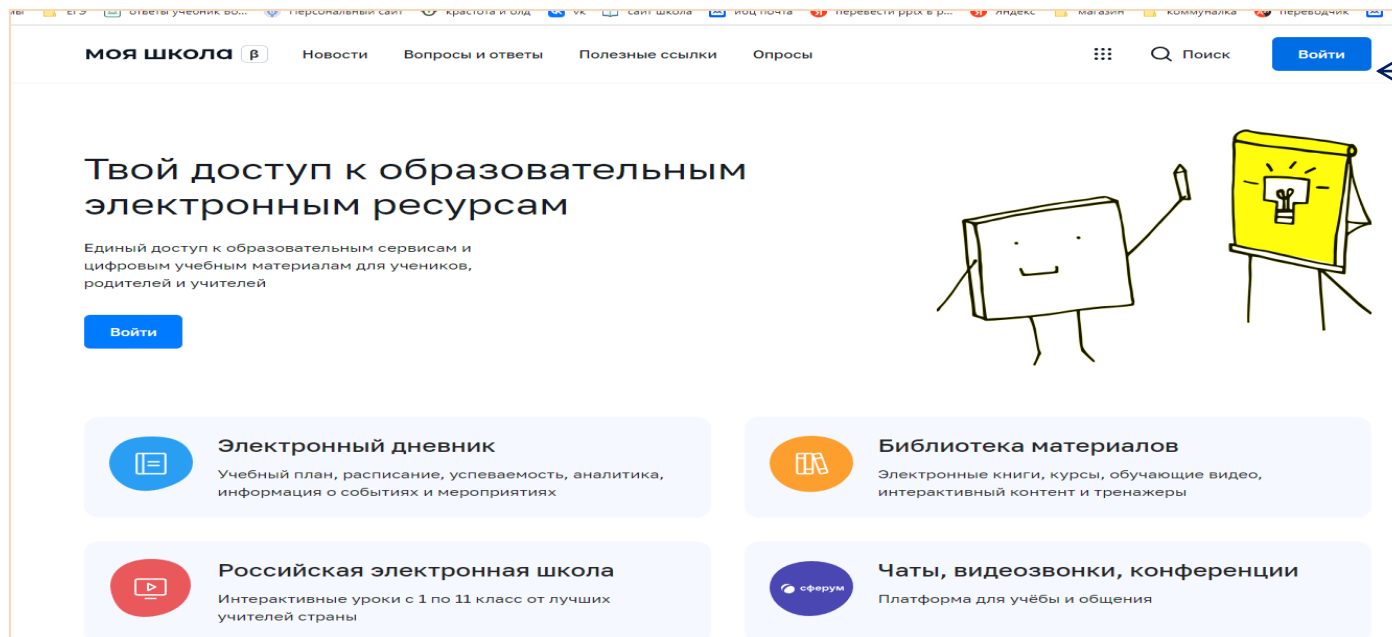 ЕГЭ ответы учебник во... Персональный сайт красота и олд vk сайт школа иоц почта перевести pptx в p... Яндекс магазин коммуналка переводчик
МОЯ ШКОЛА β Новости Вопросы и ответы Полезные ссылки Опросы Поиск Войти
Твой доступ к образовательным
электронным ресурсам
Единый доступ к образовательным сервисам и
цифровым учебным материалам для учеников,
родителей и учителей
Войти
Электронный дневник
Учебный план, расписание, успеваемость, аналитика,
информация о событиях и мероприятиях
Библиотека материалов
Электронные книги, курсы, обучающие видео,
интерактивный контент и тренажеры
Российская электронная школа
Интерактивные уроки с 1 по 11 класс от лучших
учителей страны
сферум
Чаты, видеозвонки, конференции
Платформа для учёбы и общения